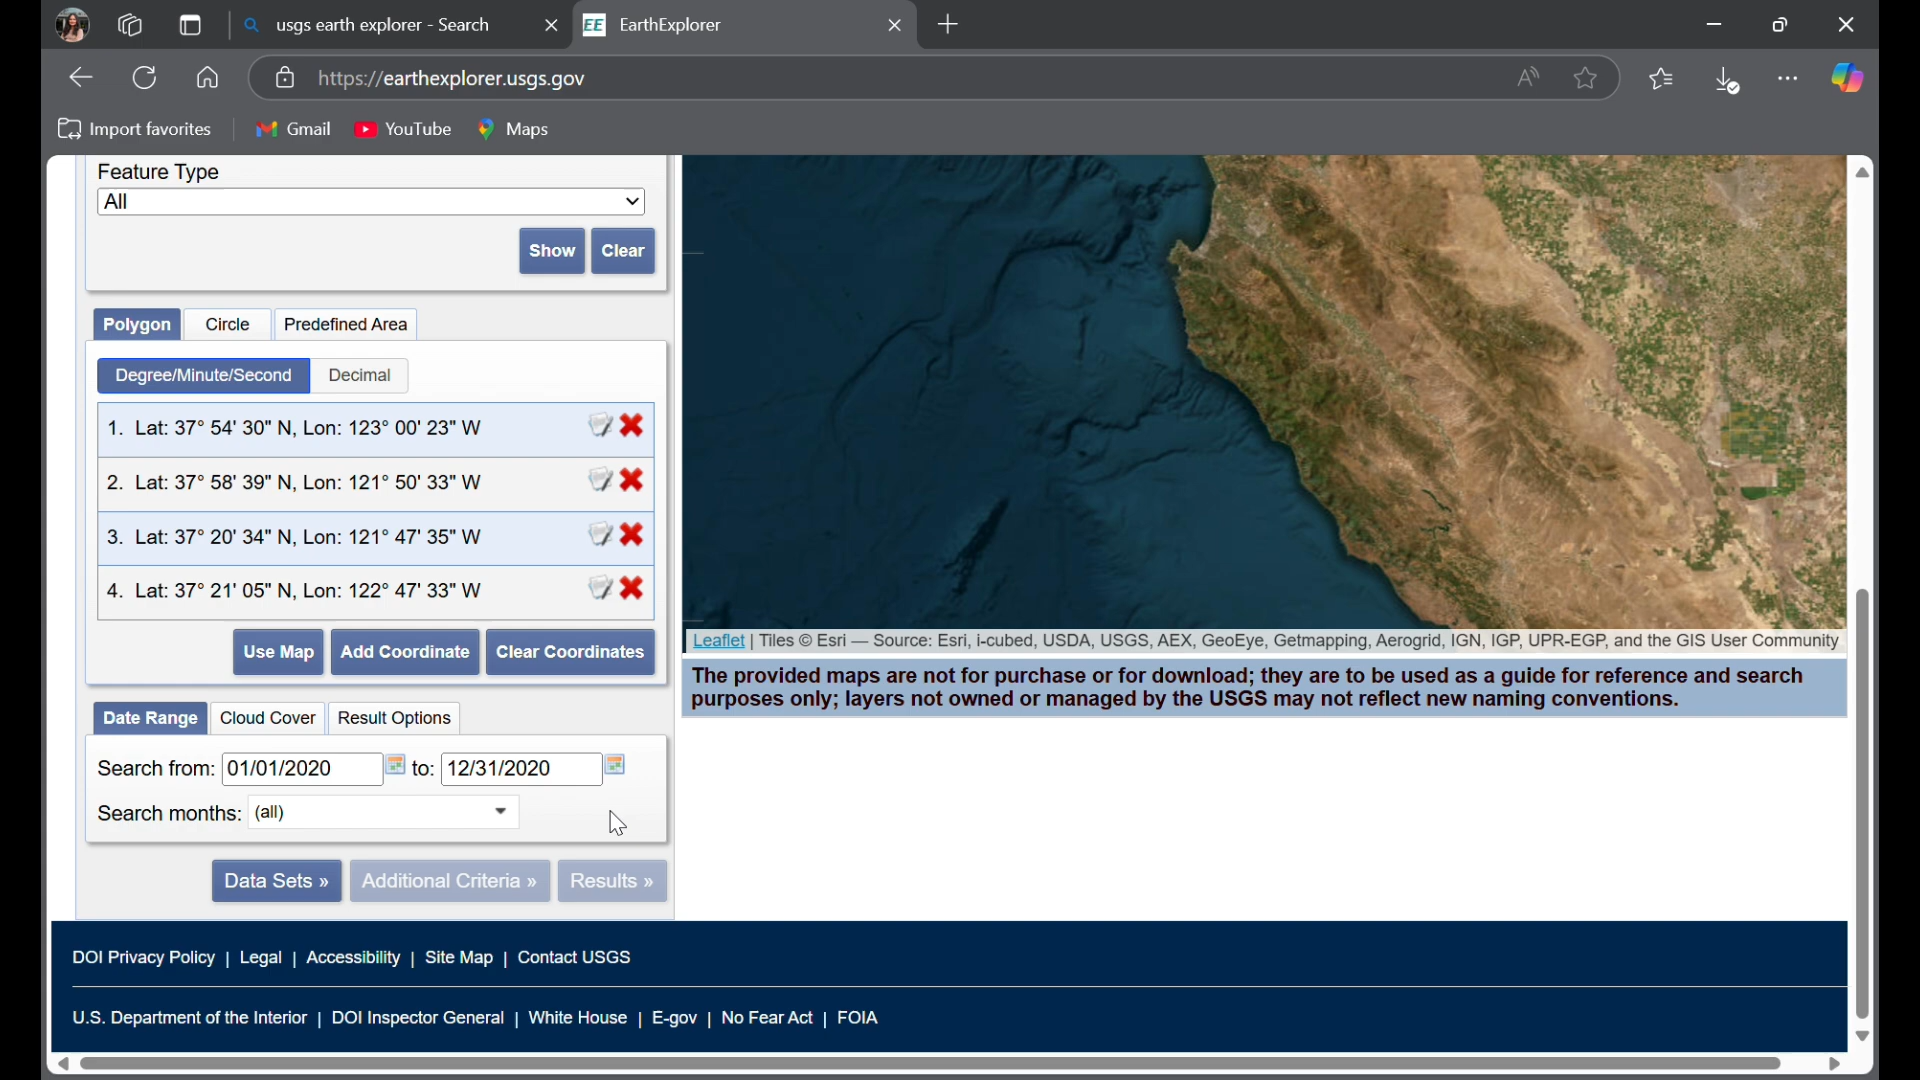 usgs earth explorer - Search
EE EarthExplorer
https://earthexplorer.usgs.gov
Import favorites
Gmail
YouTube
Maps
Feature Type
All
Show
Clear
Polygon
Circle
Predefined Area
Degree/Minute/Second
Decimal
1. Lat: 37° 54' 30" N, Lon: 123° 00' 23" W
2. Lat: 37° 58' 39" N, Lon: 121° 50' 33" W
3. Lat: 37° 20' 34" N, Lon: 121° 47' 35" W
4. Lat: 37° 21' 05" N, Lon: 122° 47' 33" W
Use Map
Add Coordinate
Clear Coordinates
Leaflet | Tiles © Esri — Source: Esri, i-cubed, USDA, USGS, AEX, GeoEye, Getmapping, Aerogrid, IGN, IGP, UPR-EGP, and the GIS User Community
The provided maps are not for purchase or for download; they are to be used as a guide for reference and search
purposes only; layers not owned or managed by the USGS may not reflect new naming conventions.
Date Range
Cloud Cover
Result Options
Search from: 01/01/2020 to: 12/31/2020
Search months: (all)
Data Sets »
Additional Criteria »
Results »
DOI Privacy Policy | Legal | Accessibility | Site Map | Contact USGS
U.S. Department of the Interior | DOI Inspector General | White House | E-gov | No Fear Act | FOIA